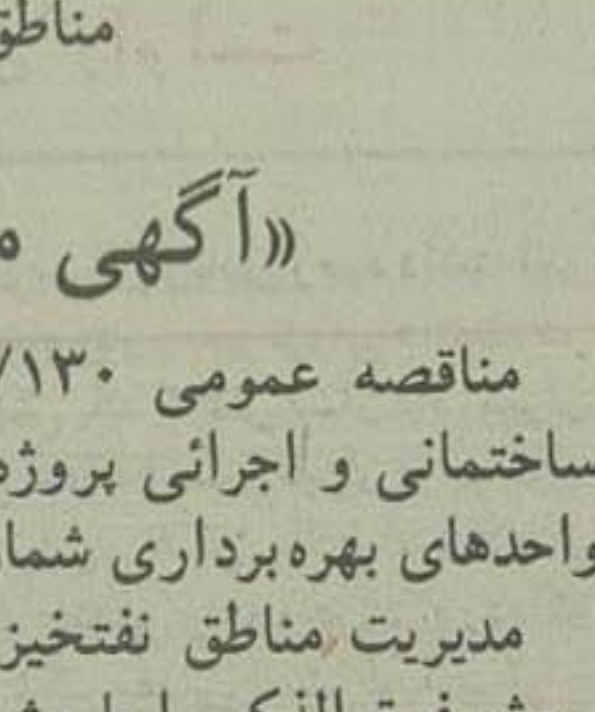 مناطق
«آگهی م
مناقصه عمومی ۱۳۰/
ساختمانی و اجرائی پروژه
واحدهای بهره‌برداری شما
مدیریت مناطق نفتخیز